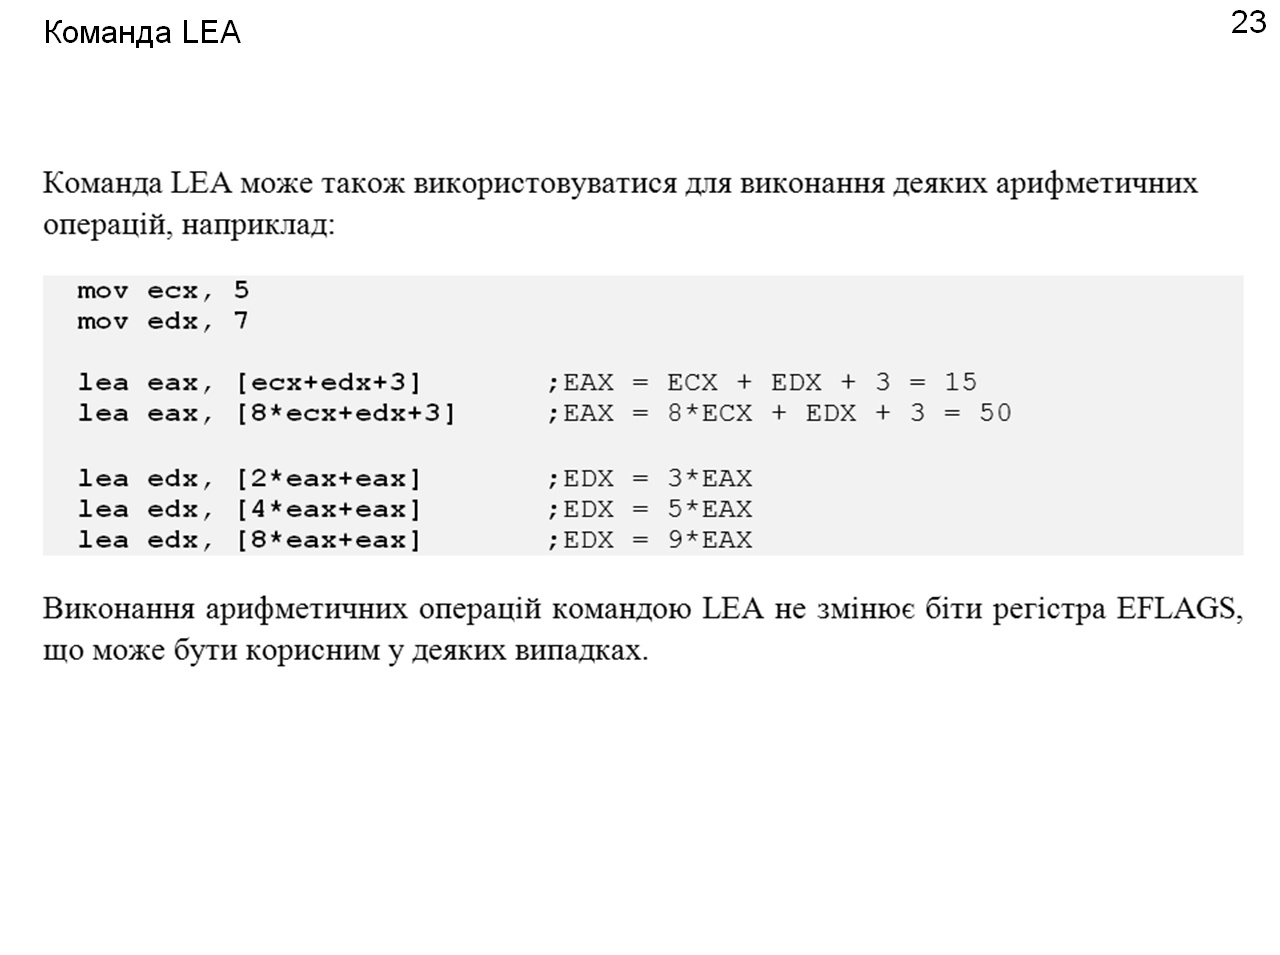 Команда LEA
23
Команда LEA може також використовуватися для виконання деяких арифметичних
операцій, наприклад:
mov ecx, 5
mov edx, 7
lea eax, [ecx+edx+3] ;EAX = ECX + EDX + 3 = 15
lea eax, [8*ecx+edx+3] ;EAX = 8*ECX + EDX + 3 = 50
lea edx, [2*eax+eax] ;EDX = 3*EAX
lea edx, [4*eax+eax] ;EDX = 5*EAX
lea edx, [8*eax+eax] ;EDX = 9*EAX
Виконання арифметичних операцій командою LEA не змінює біти регістра EFLAGS,
що може бути корисним у деяких випадках.